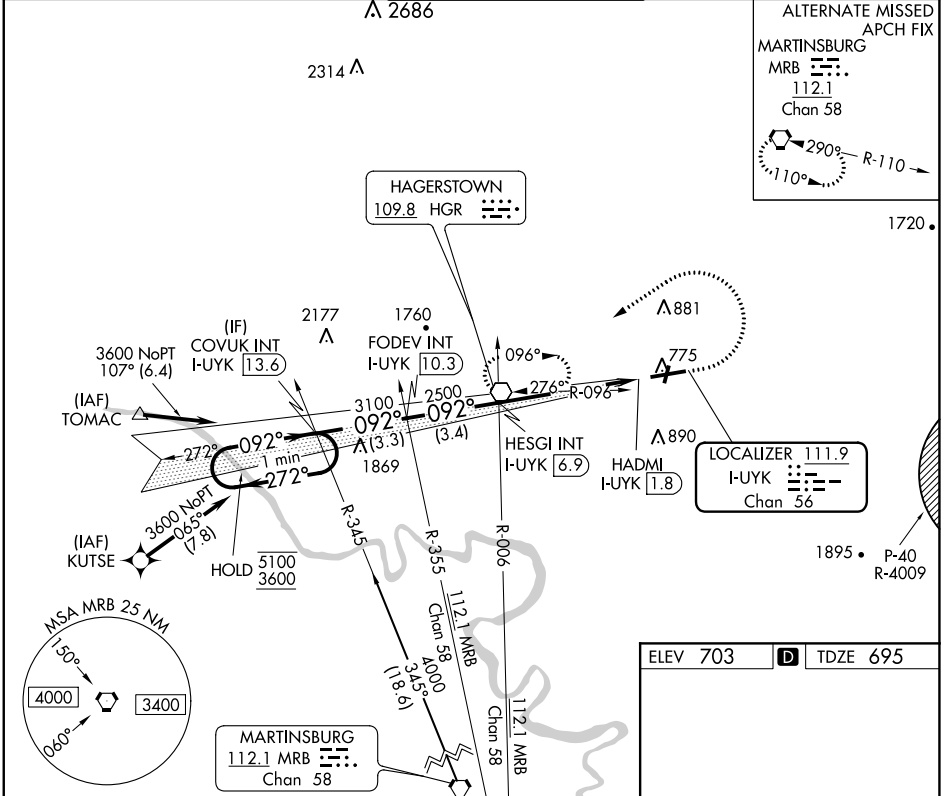 2686
2314
ALTERNATE MISSED
APCH FIX
MARTINSBURG
MRB
112.1
Chan 58
290°
R-110
110°
HAGERSTOWN
109.8 HGR
1720
881
775
890
2177
1760
(IF)
COVUK INT
I-UYK 13.6
FODEV INT
I-UYK 10.3
3600 NoPT
107° (6.4)
(IAF)
TOMAC
096°
276°
R-096
3100
2500
092°
092°
092°
(3.3)
(3.4)
272°
1 min
272°
1869
HESGI INT
I-UYK 6.9
HADMI
I-UYK 1.8
LOCALIZER 111.9
I-UYK
Chan 56
3600 NoPT
065°
(7.8)
(IAF)
KUTSE
HOLD 5100
3600
R-345
R-355
R-006
1895
P-40
R-4009
MSA MRB 25 NM
150°
4000
3400
060°
4000
345°
(18.6)
112.1 MRB
Chan 58
112.1 MRB
Chan 58
MARTINSBURG
112.1 MRB
Chan 58
ELEV 703 D TDZE 695